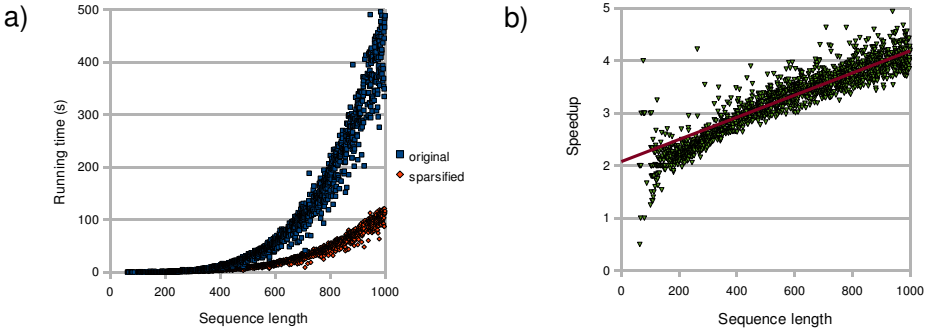 a)
500
400
300
200
100
0
0 200 400 600 800 1000
Running time (s)
Sequence length
original
sparsified
b)
5
4
3
2
1
0
0 200 400 600 800 1000
Speedup
Sequence length